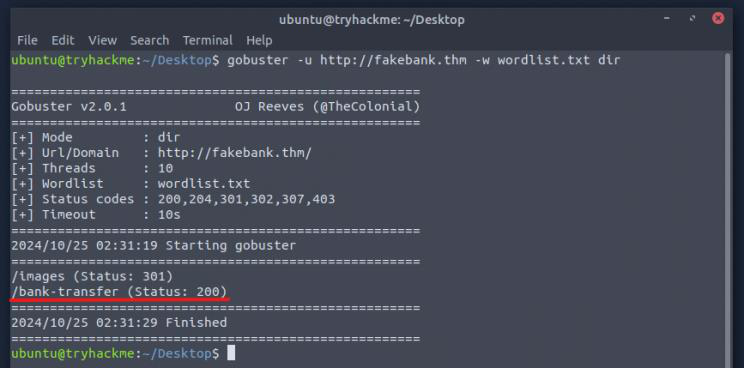 ubuntu@tryhackme: ~/Desktop
File Edit View Search Terminal Help
ubuntu@tryhackme:~/Desktop$ gobuster -u http://fakebank.thm -w wordlist.txt dir
=====================================================
Gobuster v2.0.1              OJ Reeves (@TheColonial)
=====================================================
[+] Mode         : dir
[+] Url/Domain   : http://fakebank.thm/
[+] Threads      : 10
[+] Wordlist     : wordlist.txt
[+] Status codes : 200,204,301,302,307,403
[+] Timeout      : 10s
=====================================================
2024/10/25 02:31:19 Starting gobuster
=====================================================
/images (Status: 301)
/bank-transfer (Status: 200)
=====================================================
2024/10/25 02:31:29 Finished
=====================================================
ubuntu@tryhackme:~/Desktop$